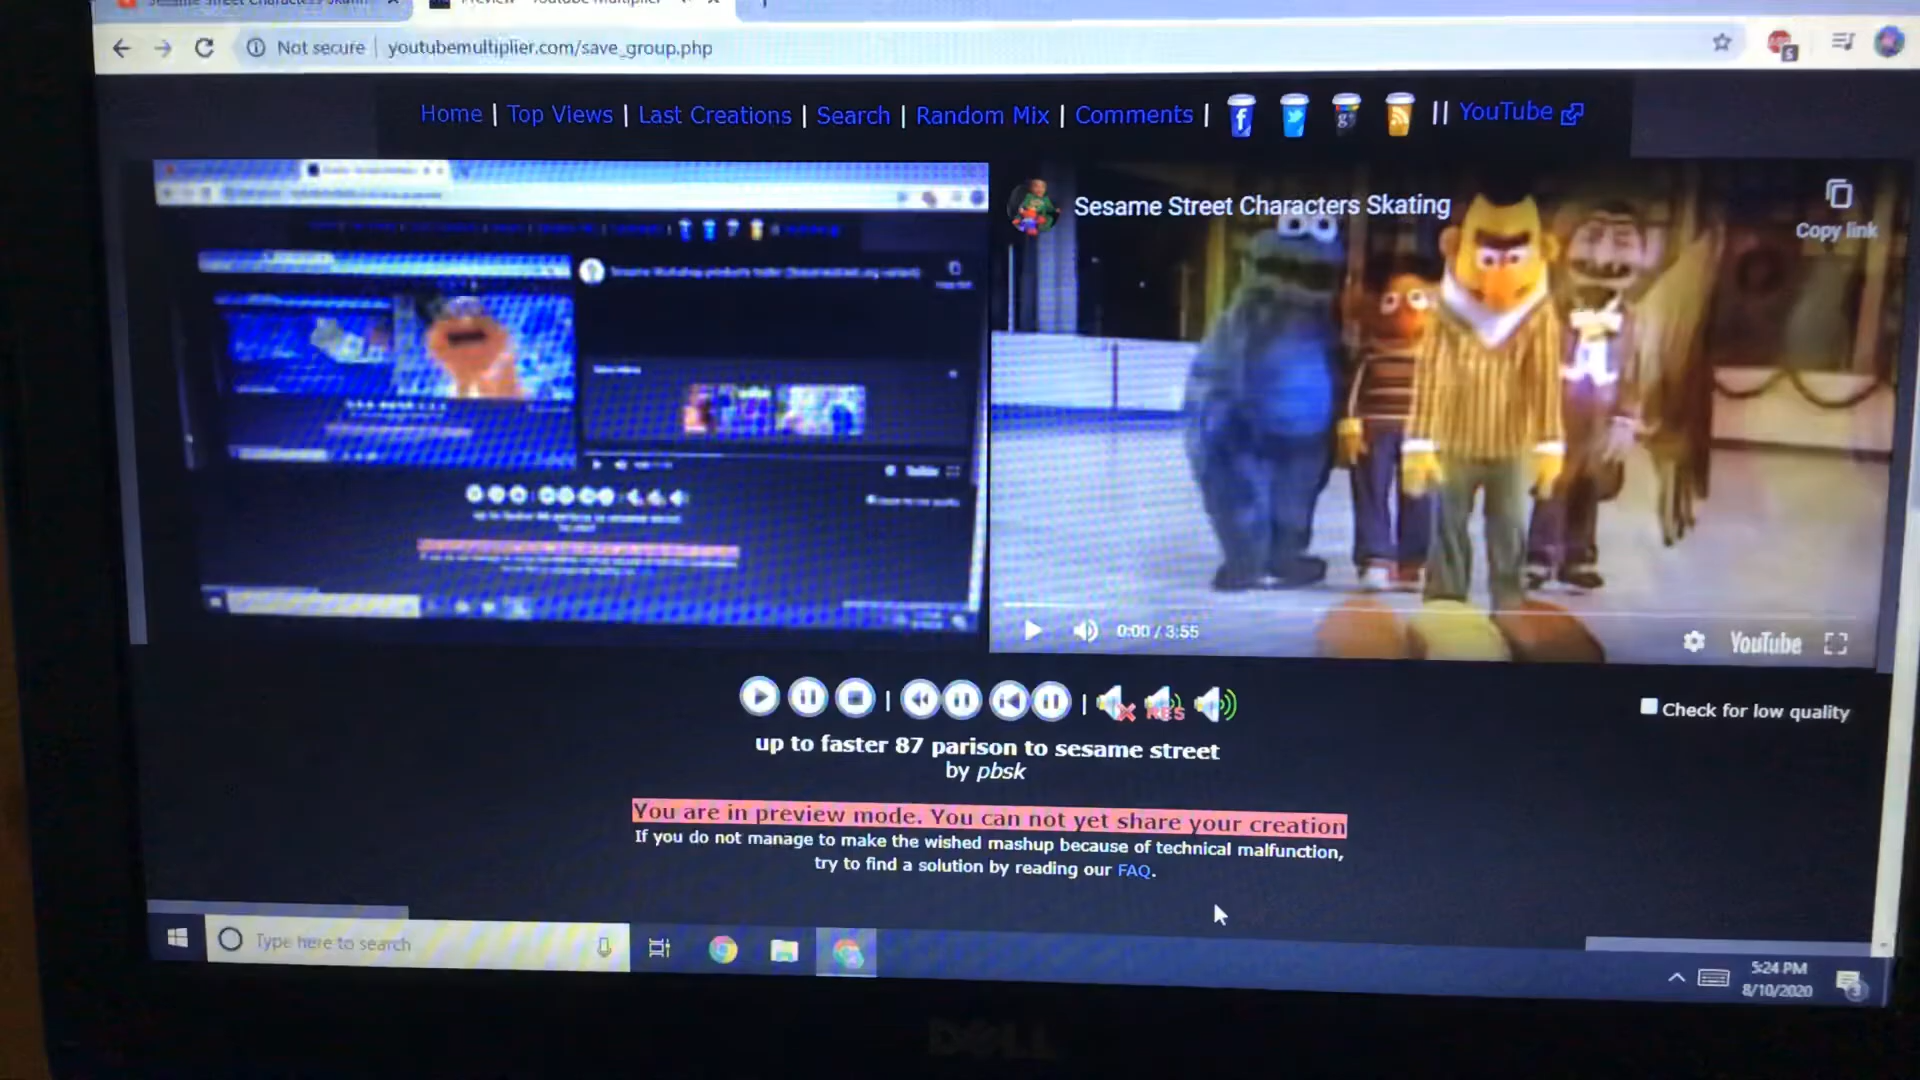 Not secure | youtubemultiplier.com/save_group.php
Home | Top Views | Last Creations | Search | Random Mix | Comments | || YouTube
Sesame Street Characters Skating
Copy link
0:00 / 3:55
YouTube
RES
Check for low quality
up to faster 87 parison to sesame street
by pbsk
You are in preview mode. You can not yet share your creation
If you do not manage to make the wished mashup because of technical malfunction,
try to find a solution by reading our FAQ.
Type here to search
5:24 PM
8/10/2020
DELL